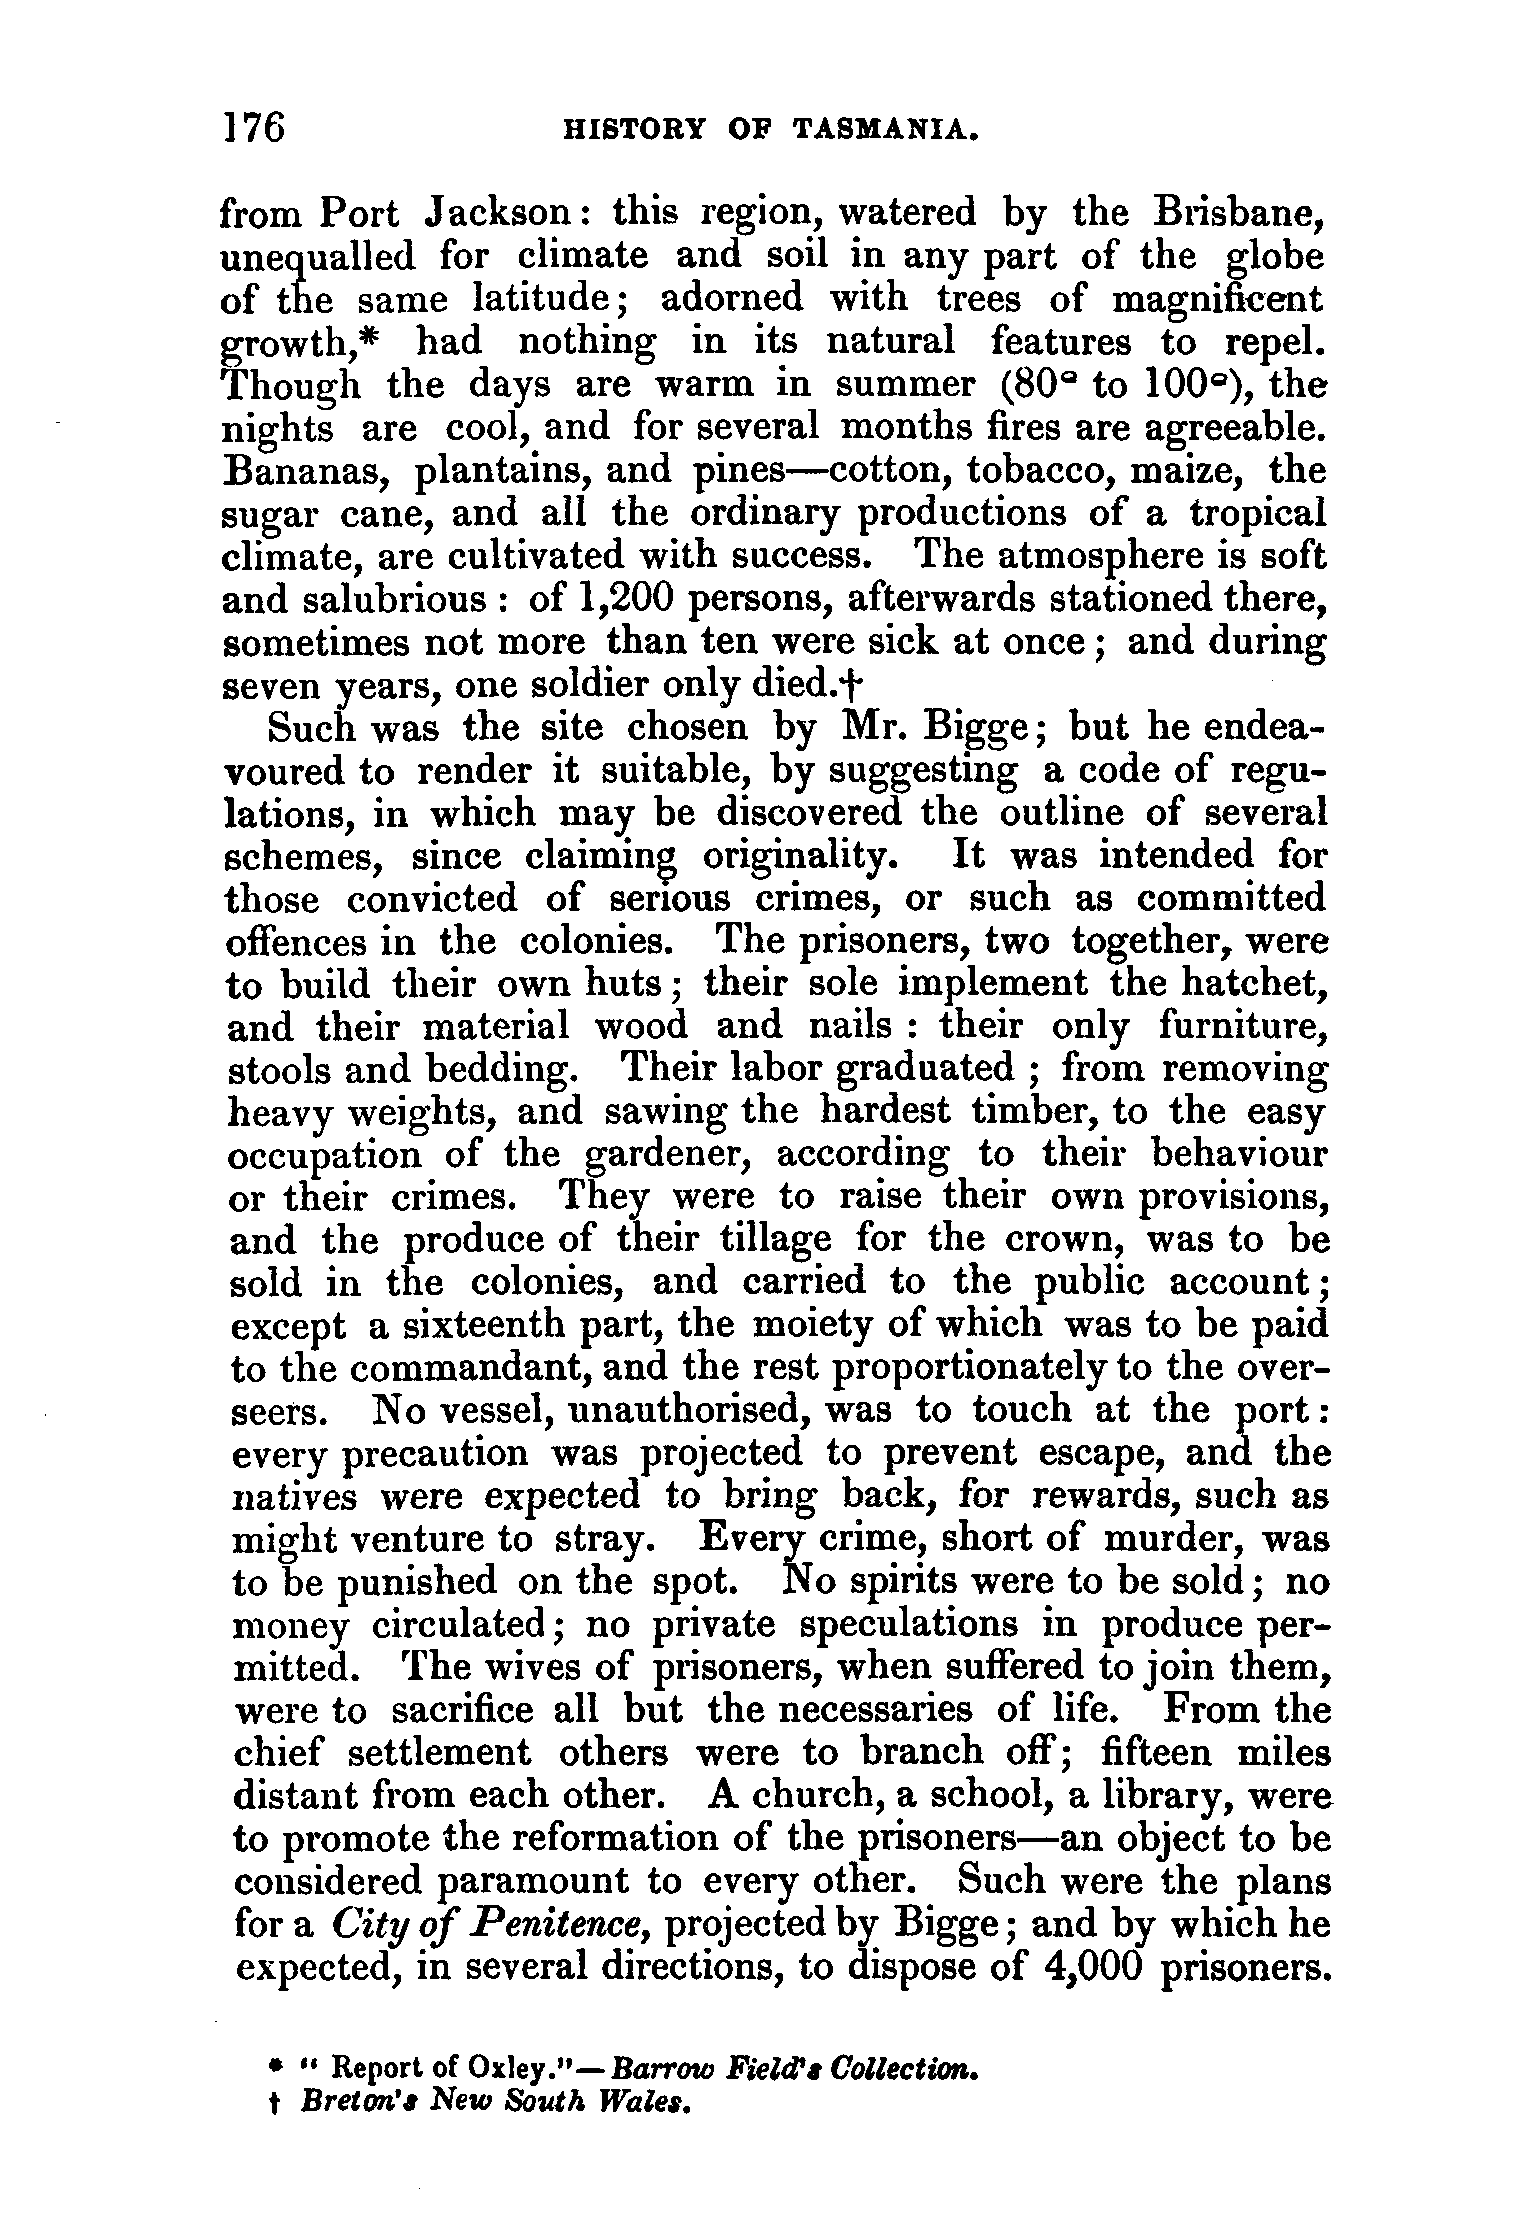 176 HISTORY OF TASMANIA.
from Port Jackson: this region, watered by the Brisbane,
unequalled for climate and soil in any part of the globe
of the same latitude; adorned with trees of magnificent
growth,* had nothing in its natural features to repel.
Though the days are warm in summer (80° to 100°), the
nights are cool, and for several months fires are agreeable.
Bananas, plantains, and pines—cotton, tobacco, maize, the
sugar cane, and all the ordinary productions of a tropical
climate, are cultivated with success. The atmosphere is soft
and salubrious : of 1,200 persons, afterwards stationed there,
sometimes not more than ten were sick at once ; and during
seven years, one soldier only died.†
Such was the site chosen by Mr. Bigge; but he endea-
voured to render it suitable, by suggesting a code of regu-
lations, in which may be discovered the outline of several
schemes, since claiming originality. It was intended for
those convicted of serious crimes, or such as committed
offences in the colonies. The prisoners, two together, were
to build their own huts ; their sole implement the hatchet,
and their material wood and nails : their only furniture,
stools and bedding. Their labor graduated ; from removing
heavy weights, and sawing the hardest timber, to the easy
occupation of the gardener, according to their behaviour
or their crimes. They were to raise their own provisions,
and the produce of their tillage for the crown, was to be
sold in the colonies, and carried to the public account ;
except a sixteenth part, the moiety of which was to be paid
to the commandant, and the rest proportionately to the over-
seers. No vessel, unauthorised, was to touch at the port :
every precaution was projected to prevent escape, and the
natives were expected to bring back, for rewards, such as
might venture to stray. Every crime, short of murder, was
to be punished on the spot. No spirits were to be sold ; no
money circulated ; no private speculations in produce per-
mitted. The wives of prisoners, when suffered to join them,
were to sacrifice all but the necessaries of life. From the
chief settlement others were to branch off; fifteen miles
distant from each other. A church, a school, a library, were
to promote the reformation of the prisoners—an object to be
considered paramount to every other. Such were the plans
for a City of Penitence, projected by Bigge ; and by which he
expected, in several directions, to dispose of 4,000 prisoners.
* " Report of Oxley."—Barrow Field's Collection.
† Breton's New South Wales.